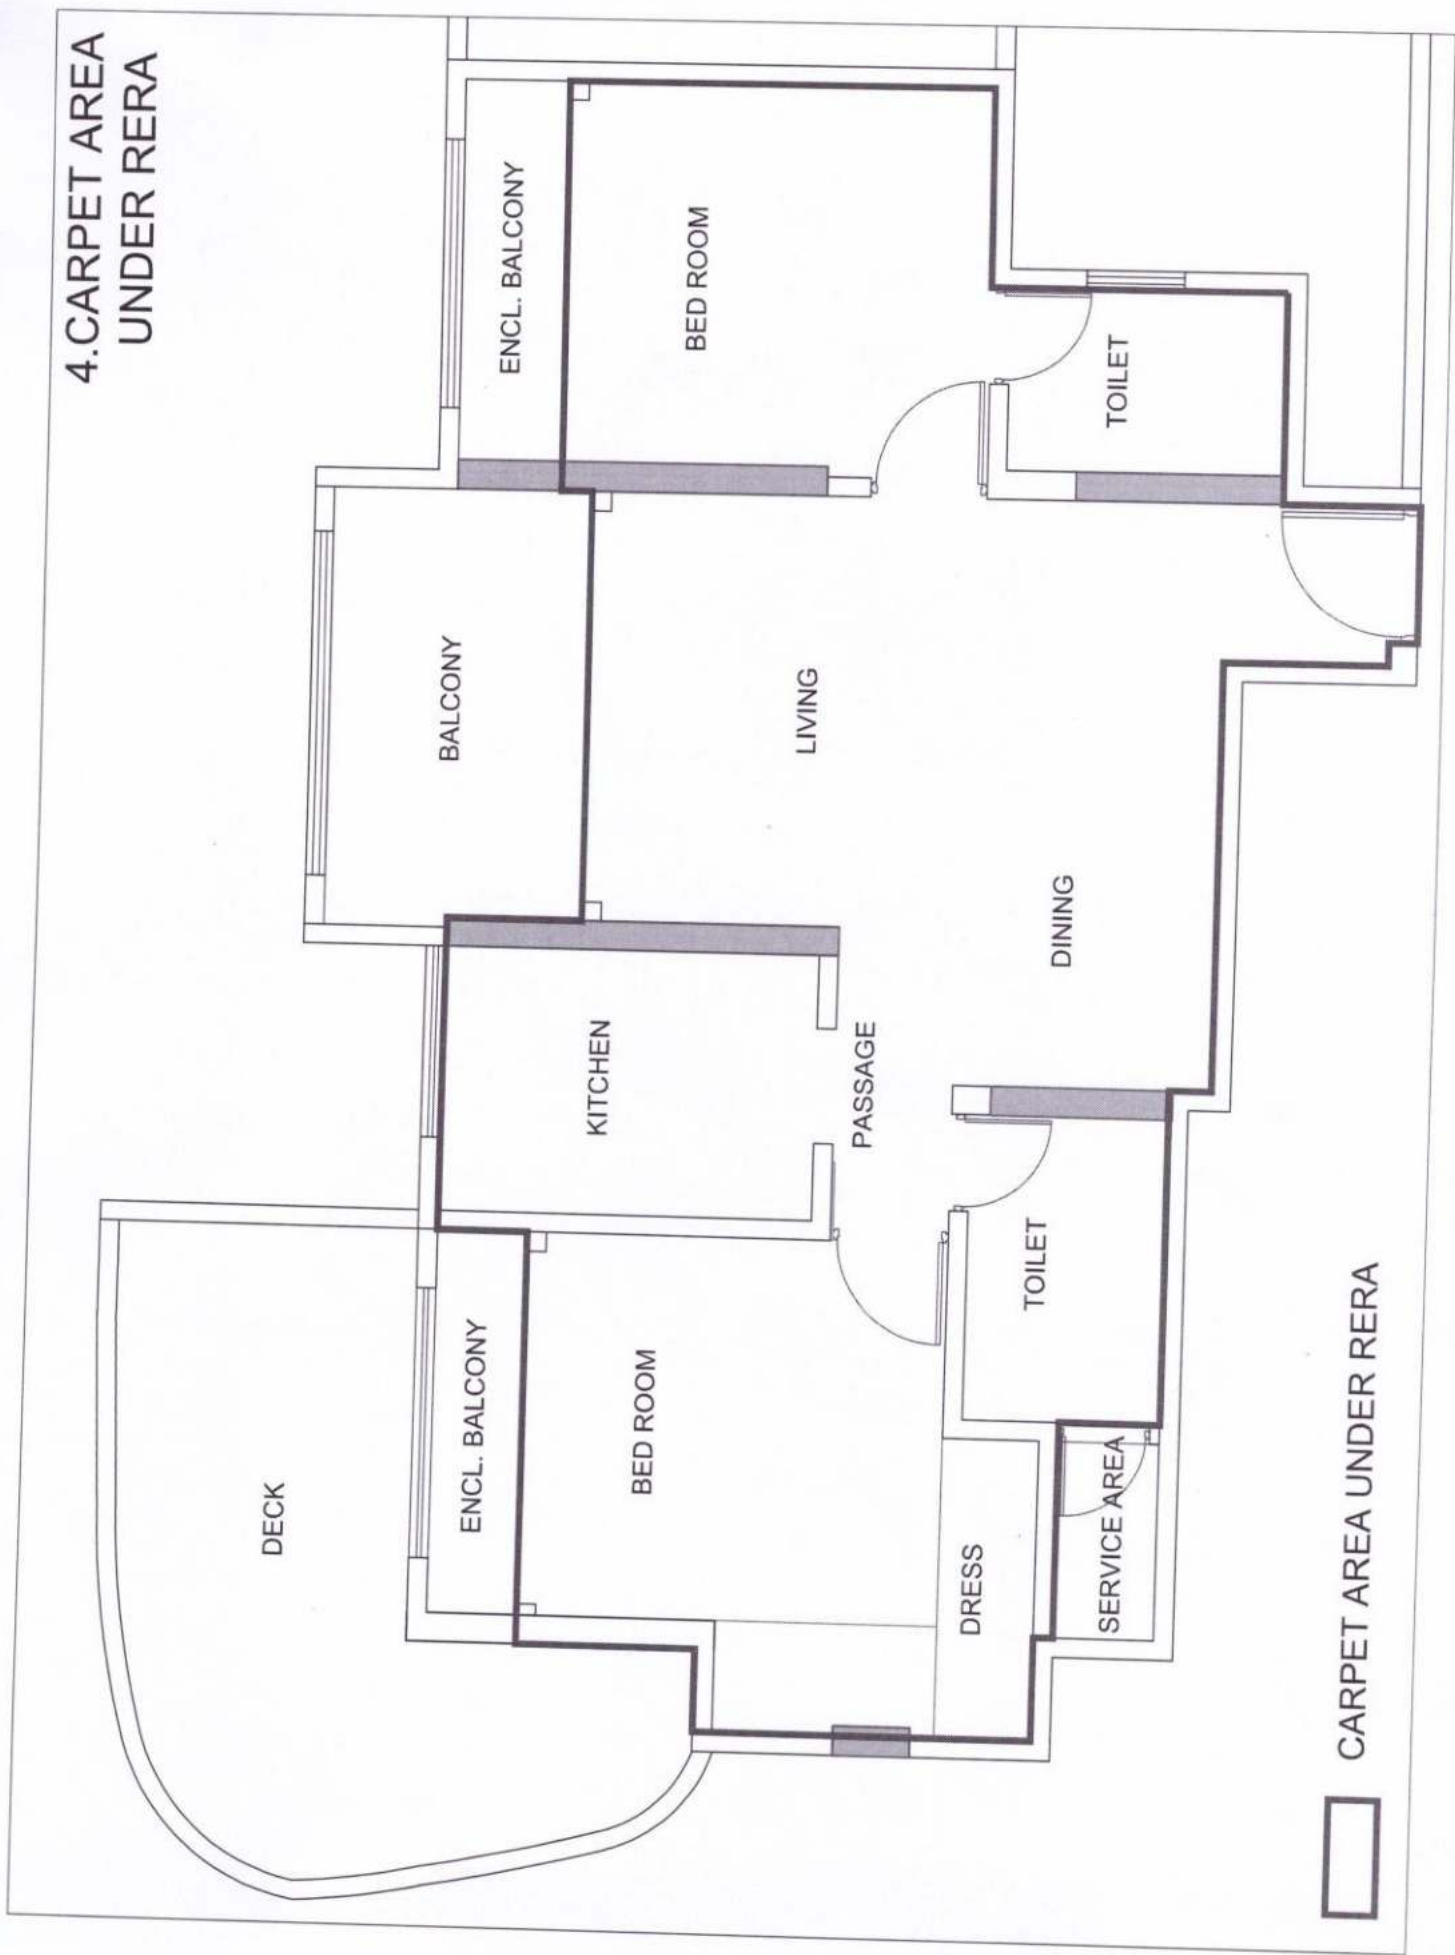 4.CARPET AREA
UNDER RERA
DECK
BALCONY
ENCL. BALCONY
ENCL. BALCONY
KITCHEN
BED ROOM
BED ROOM
LIVING
PASSAGE
DRESS
TOILET
DINING
TOILET
SERVICE AREA
CARPET AREA UNDER RERA